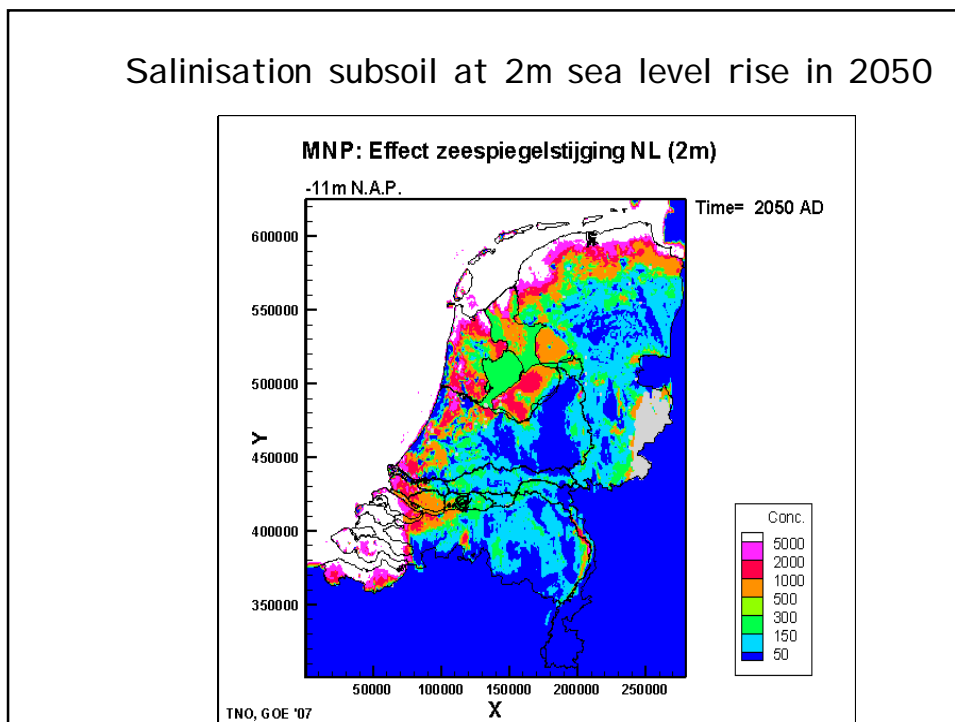 Salinisation subsoil at 2m sea level rise in 2050
MNP: Effect zeespiegelstijging NL (2m)
-11m N.A.P.
Time= 2050 AD
600000
550000
500000
450000
400000
350000
Y
50000 100000 150000 200000 250000
X
Conc.
5000
2000
1000
500
300
150
50
TNO, GOE '07